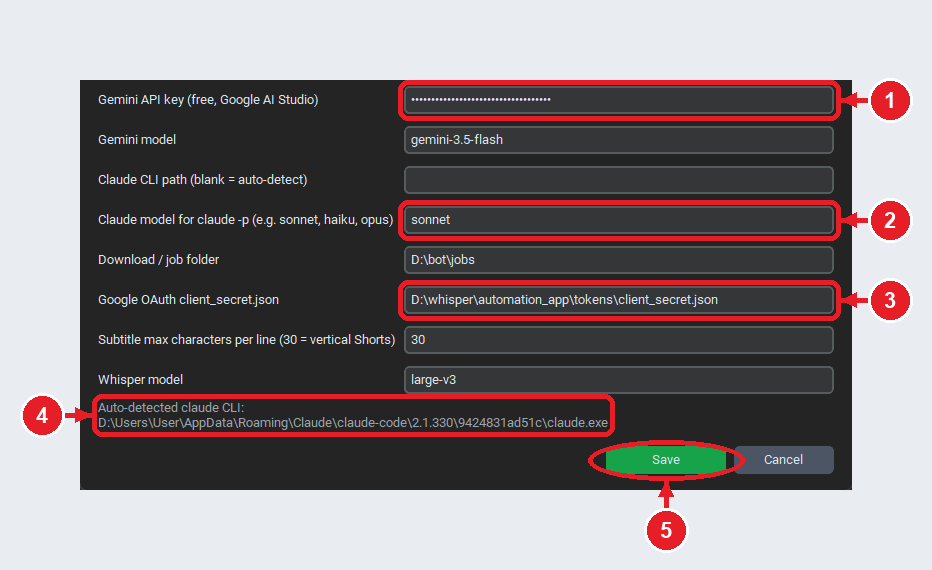 Gemini API key (free, Google AI Studio) •••••••••••••••••••••••••••••••••••
1
Gemini model gemini-3.5-flash
Claude CLI path (blank = auto-detect)
Claude model for claude -p (e.g. sonnet, haiku, opus) sonnet
2
Download / job folder D:\bot\jobs
Google OAuth client_secret.json D:\whisper\automation_app\tokens\client_secret.json
3
Subtitle max characters per line (30 = vertical Shorts) 30
Whisper model large-v3
4
Auto-detected claude CLI:
D:\Users\User\AppData\Roaming\Claude\claude-code\2.1.330\9424831ad51c\claude.exe
Save Cancel
5